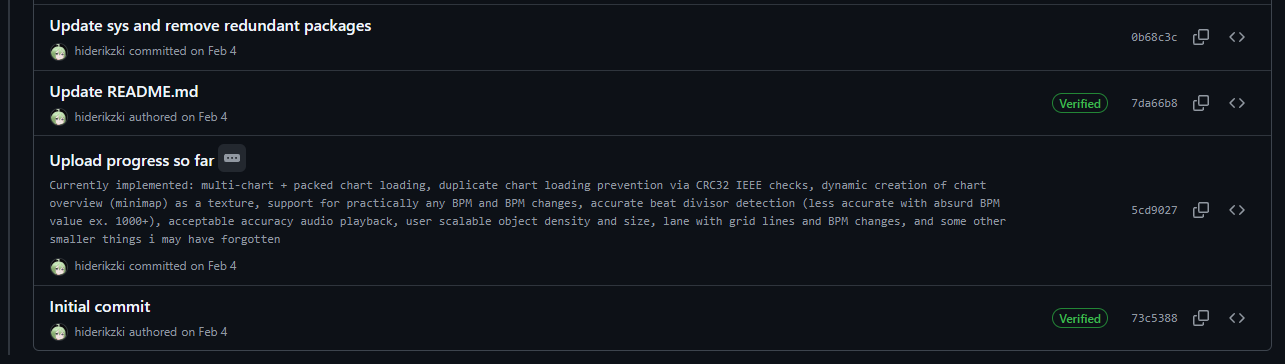 Update sys and remove redundant packages
hiderikzki committed on Feb 4
0b68c3c
Update README.md
hiderikzki authored on Feb 4
Verified
7da66b8
Upload progress so far
Currently implemented: multi-chart + packed chart loading, duplicate chart loading prevention via CRC32 IEEE checks, dynamic creation of chart
overview (minimap) as a texture, support for practically any BPM and BPM changes, accurate beat divisor detection (less accurate with absurd BPM
value ex. 1000+), acceptable accuracy audio playback, user scalable object density and size, lane with grid lines and BPM changes, and some other
smaller things i may have forgotten
hiderikzki committed on Feb 4
5cd9027
Initial commit
hiderikzki authored on Feb 4
Verified
73c5388